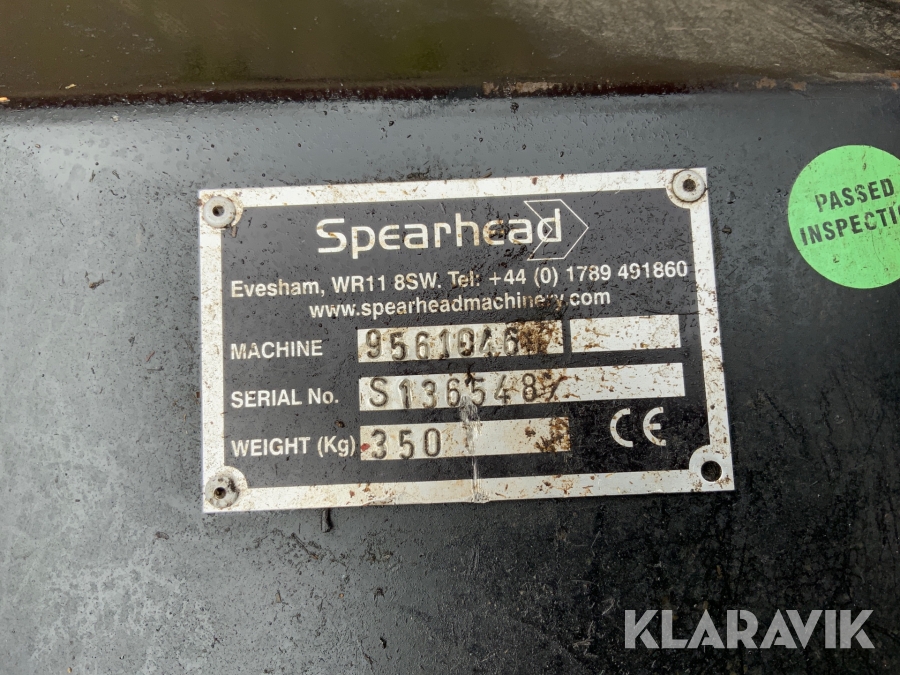 Spearhead
Evesham, WR11 8SW. Tel: +44 (0) 1789 491860
www.spearheadmachinery.com
MACHINE
SERIAL No.
WEIGHT (Kg) 350
CE
PASSED
KLARAVIK